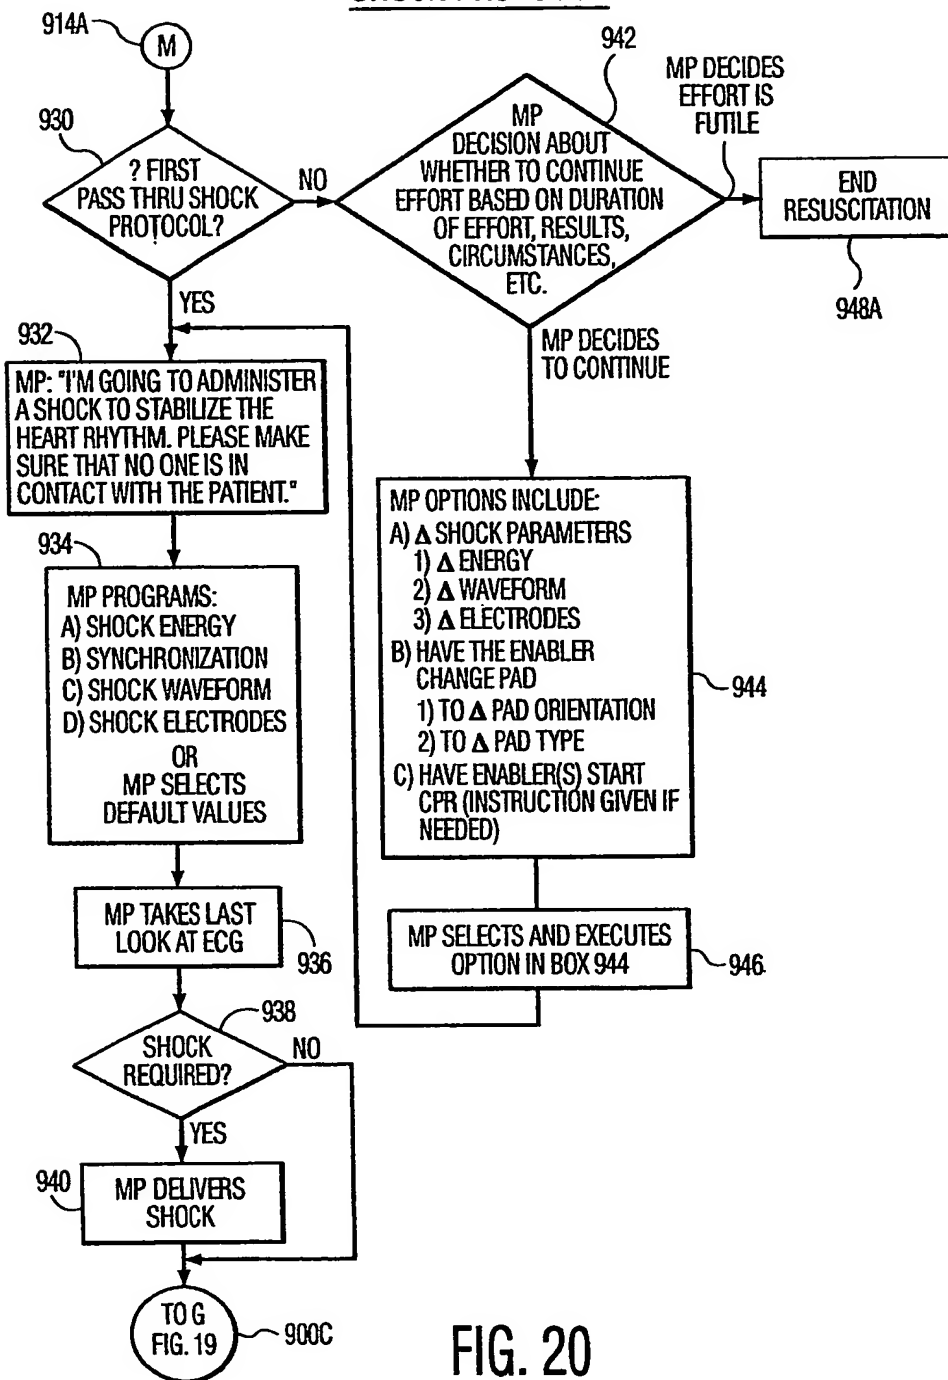 914A
M
930
? FIRST
PASS THRU SHOCK
PROTOCOL?
NO
YES
942
MP
DECISION ABOUT
WHETHER TO CONTINUE
EFFORT BASED ON DURATION
OF EFFORT, RESULTS,
CIRCUMSTANCES,
ETC.
MP DECIDES
EFFORT IS
FUTILE
END
RESUSCITATION
948A
MP DECIDES
TO CONTINUE
932
MP: "I'M GOING TO ADMINISTER
A SHOCK TO STABILIZE THE
HEART RHYTHM. PLEASE MAKE
SURE THAT NO ONE IS IN
CONTACT WITH THE PATIENT."
934
MP PROGRAMS:
A) SHOCK ENERGY
B) SYNCHRONIZATION
C) SHOCK WAVEFORM
D) SHOCK ELECTRODES
OR
MP SELECTS
DEFAULT VALUES
MP TAKES LAST
LOOK AT ECG
936
938
SHOCK
REQUIRED?
NO
YES
940
MP DELIVERS
SHOCK
TO G
FIG. 19
900C
MP OPTIONS INCLUDE:
A) Δ SHOCK PARAMETERS
1) Δ ENERGY
2) Δ WAVEFORM
3) Δ ELECTRODES
B) HAVE THE ENABLER
CHANGE PAD
1) TO Δ PAD ORIENTATION
2) TO Δ PAD TYPE
C) HAVE ENABLER(S) START
CPR (INSTRUCTION GIVEN IF
NEEDED)
944
MP SELECTS AND EXECUTES
OPTION IN BOX 944
946
FIG. 20